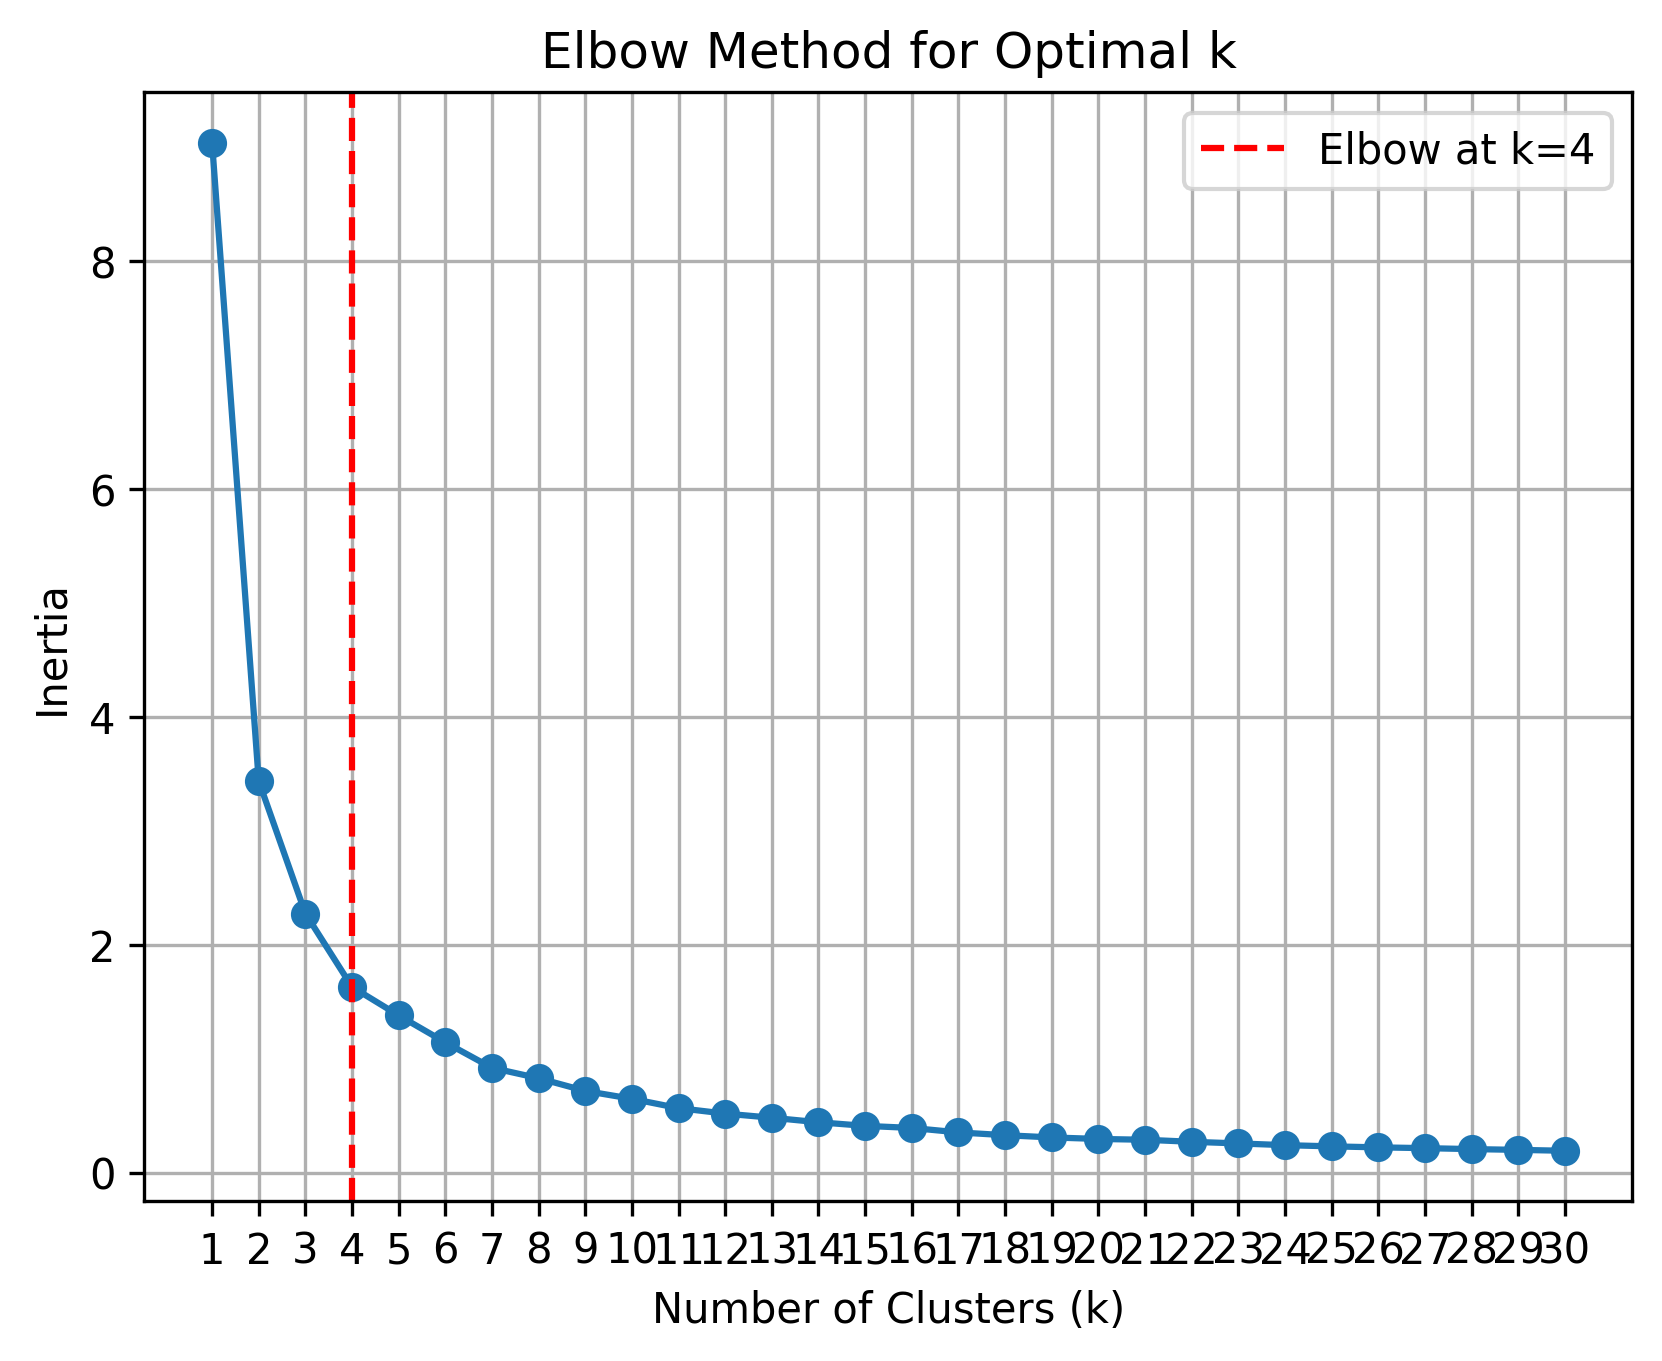 Elbow Method for Optimal k
Elbow at k=4
8
6
4
2
0
Inertia
1 2 3 4 5 6 7 8 9 10 11 12 13 14 15 16 17 18 19 20 21 22 23 24 25 26 27 28 29 30
Number of Clusters (k)